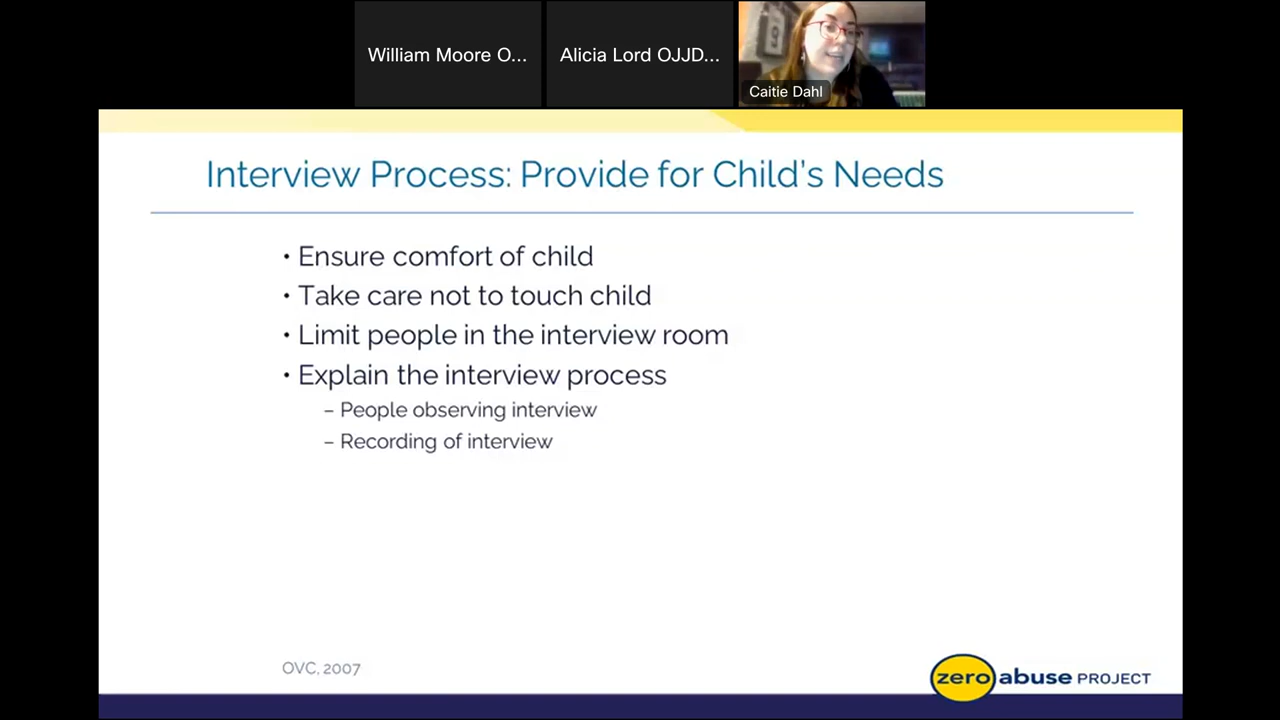 William Moore O...
Alicia Lord OJJD...
Caitie Dahl
Interview Process: Provide for Child's Needs
• Ensure comfort of child
• Take care not to touch child
• Limit people in the interview room
• Explain the interview process
– People observing interview
– Recording of interview
OVC, 2007
zero abuse PROJECT